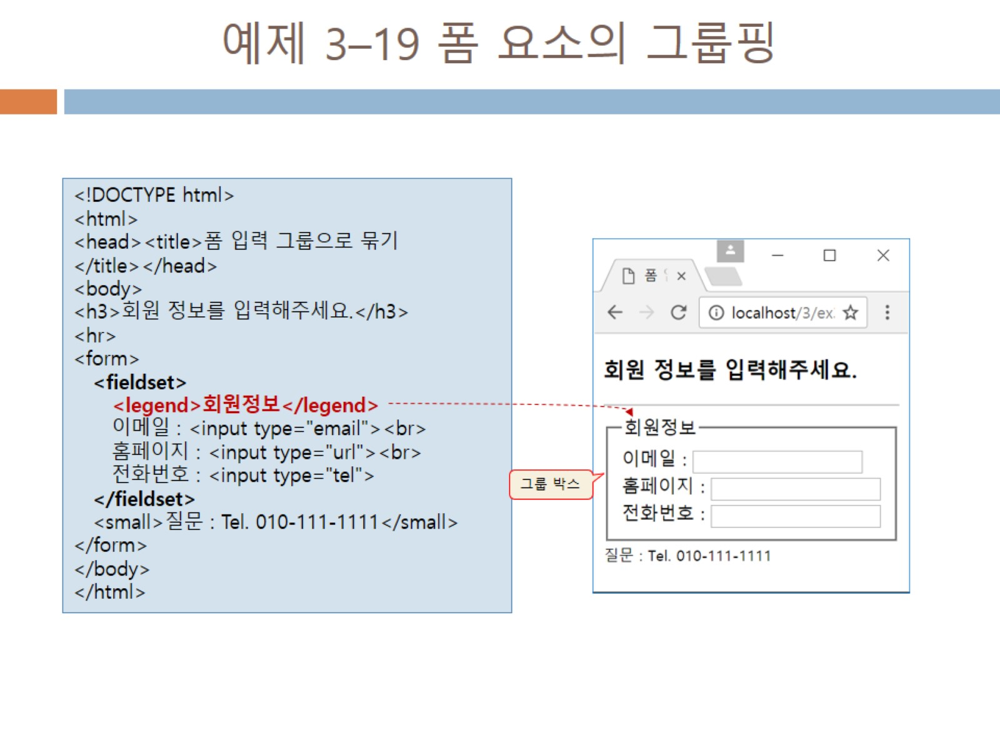 예제 3–19 폼 요소의 그룹핑
<!DOCTYPE html>
<html>
<head><title>폼 입력 그룹으로 묶기
</title></head>
<body>
<h3>회원 정보를 입력해주세요.</h3>
<hr>
<form>
<fieldset>
<legend>회원정보</legend>
이메일 : <input type="email"><br>
홈페이지 : <input type="url"><br>
전화번호 : <input type="tel">
</fieldset>
<small>질문 : Tel. 010-111-1111</small>
</form>
</body>
</html>
그룹 박스
폼
localhost/3/ex
회원 정보를 입력해주세요.
회원정보
이메일 :
홈페이지 :
전화번호 :
질문 : Tel. 010-111-1111